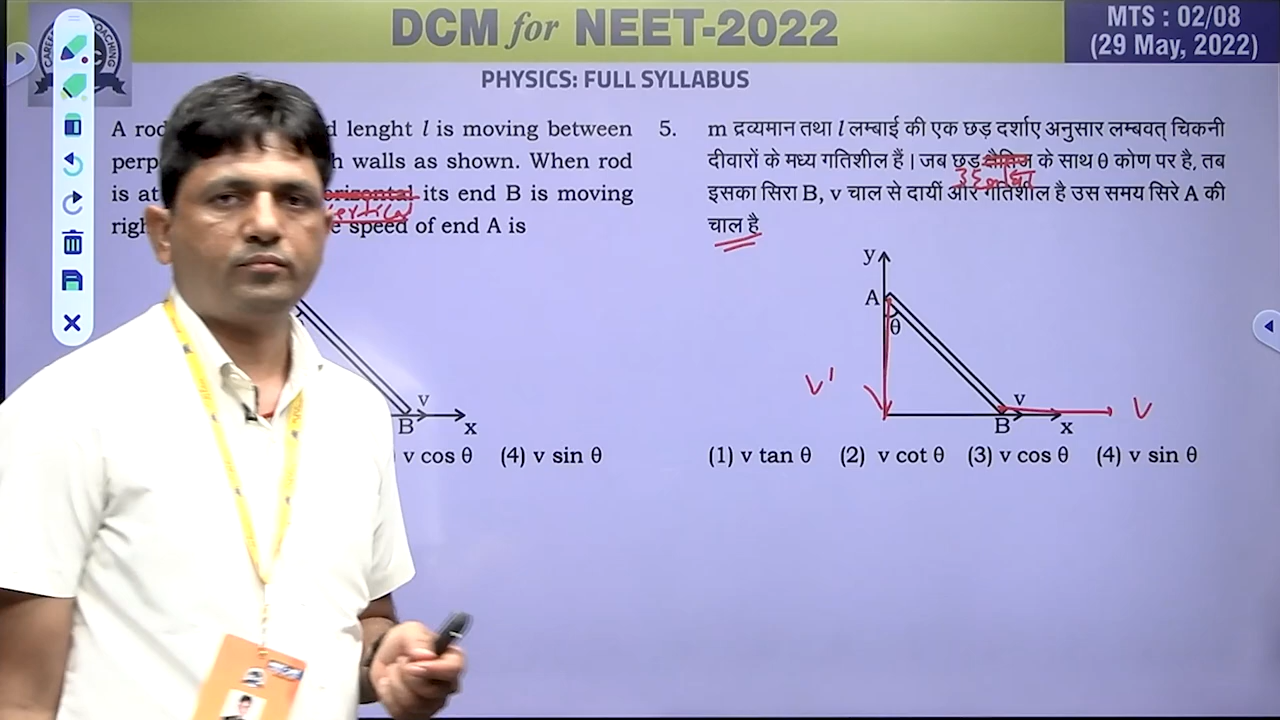 DCM for NEET-2022
MTS : 02/08
(29 May, 2022)
PHYSICS: FULL SYLLABUS
A rod lenght l is moving between
walls as shown. When rod
is at horizontal its end B is moving
vertical
speed of end A is
v
B
x
v cos θ (4) v sin θ
5. m द्रव्यमान तथा l लम्बाई की एक छड़ दर्शाए अनुसार लम्बवत् चिकनी
दीवारों के मध्य गतिशील हैं। जब छड़ क्षैतिज के साथ θ कोण पर है, तब
उर्ध्वाधर
इसका सिरा B, v चाल से दायीं ओर गतिशील है उस समय सिरे A की
चाल है
y
A
θ
V'
v
V
B
x
(1) v tan θ (2) v cot θ (3) v cos θ (4) v sin θ